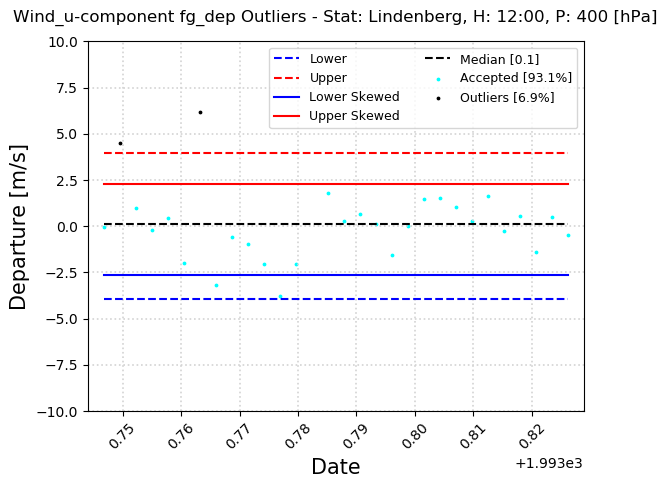 Wind_u-component fg_dep Outliers - Stat: Lindenberg, H: 12:00, P: 400 [hPa]
Lower
Upper
Lower Skewed
Upper Skewed
Median [0.1]
Accepted [93.1%]
Outliers [6.9%]
Departure [m/s]
10.0
7.5
5.0
2.5
0.0
−2.5
−5.0
−7.5
−10.0
0.75
0.76
0.77
0.78
0.79
0.80
0.81
0.82
+1.993e3
Date